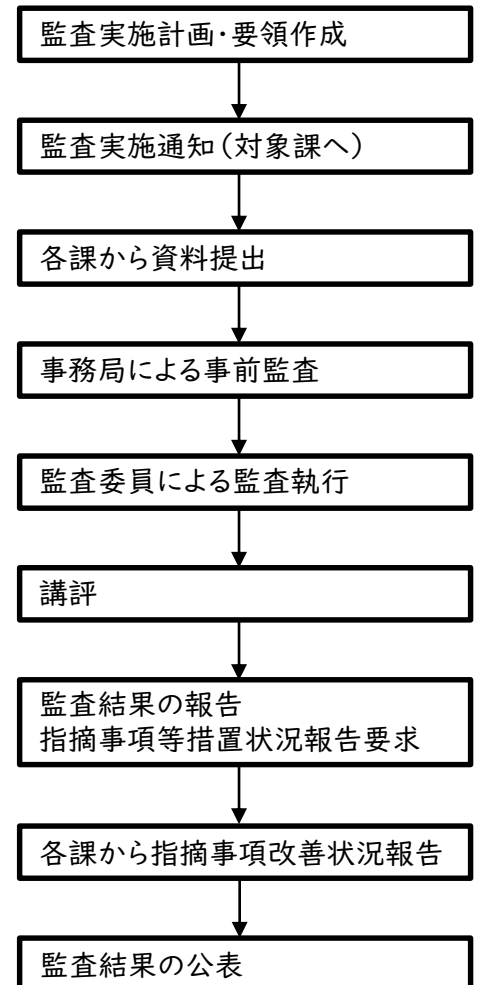 監査実施計画・要領作成
監査実施通知（対象課へ）
各課から資料提出
事務局による事前監査
監査委員による監査執行
講評
監査結果の報告
指摘事項等措置状況報告要求
各課から指摘事項改善状況報告
監査結果の公表